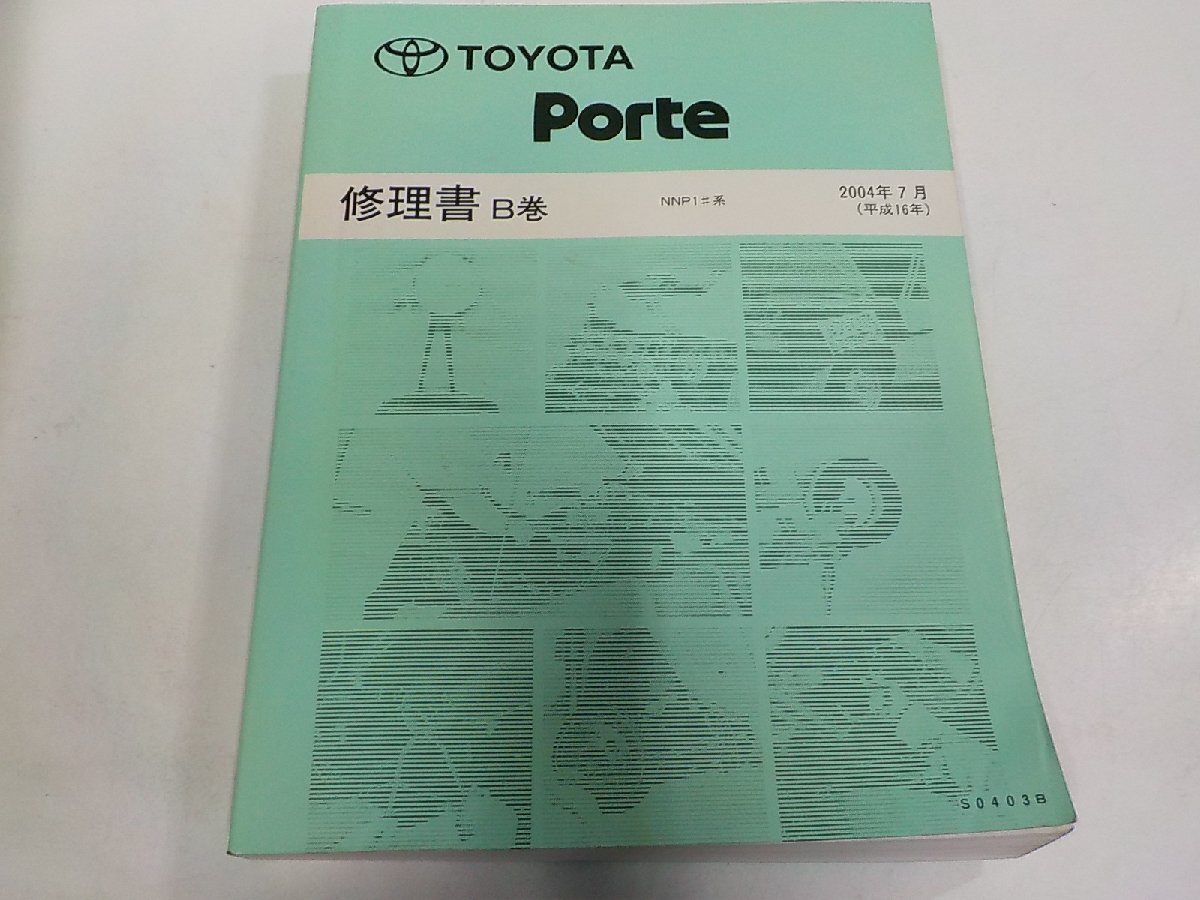 TOYOTA
Porte
修理書 B巻
NNP1#系
2004年7月
(平成16年)
S0403B